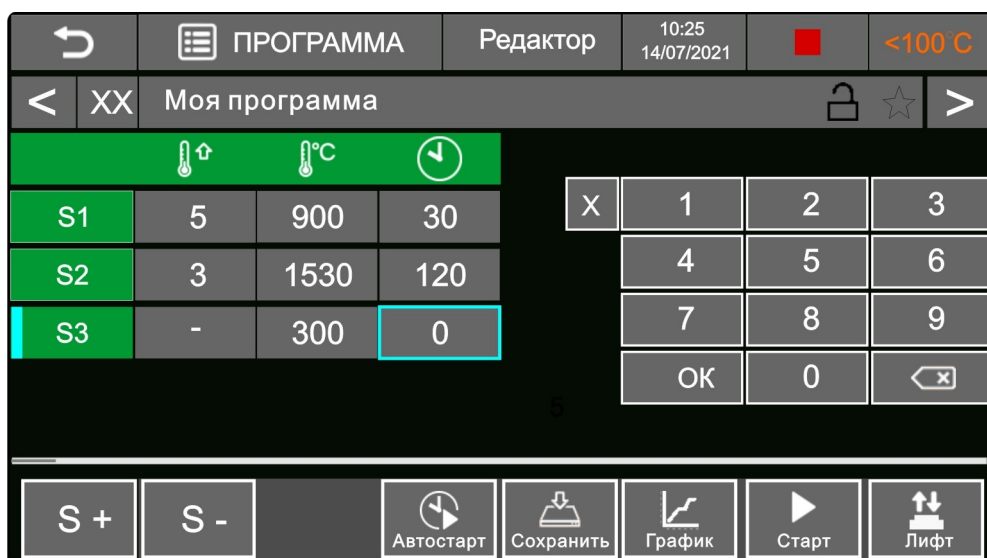 ПРОГРАММА Редактор 10:25 <100°C
14/07/2021
< XX Моя программа >
°C
X 1 2 3
S1 5 900 30
4 5 6
S2 3 1530 120
7 8 9
S3 - 300 0
ОК 0
5
S + S -
Автостарт Сохранить График Старт Лифт